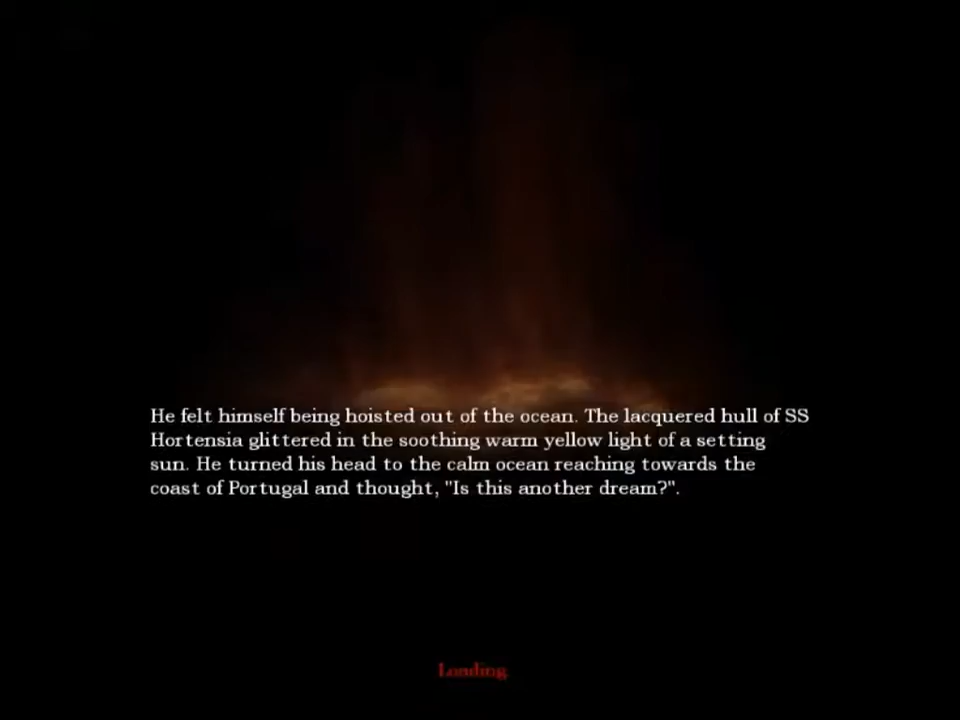 He felt himself being hoisted out of the ocean. The lacquered hull of SS
Hortensia glittered in the soothing warm yellow light of a setting
sun. He turned his head to the calm ocean reaching towards the
coast of Portugal and thought, "Is this another dream?".
Loading